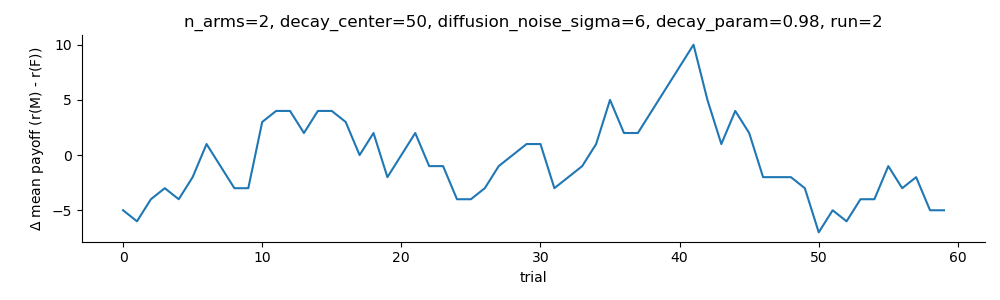 n_arms=2, decay_center=50, diffusion_noise_sigma=6, decay_param=0.98, run=2
Δ mean payoff (r(M) - r(F))
10
5
0
−5
0 10 20 30 40 50 60
trial